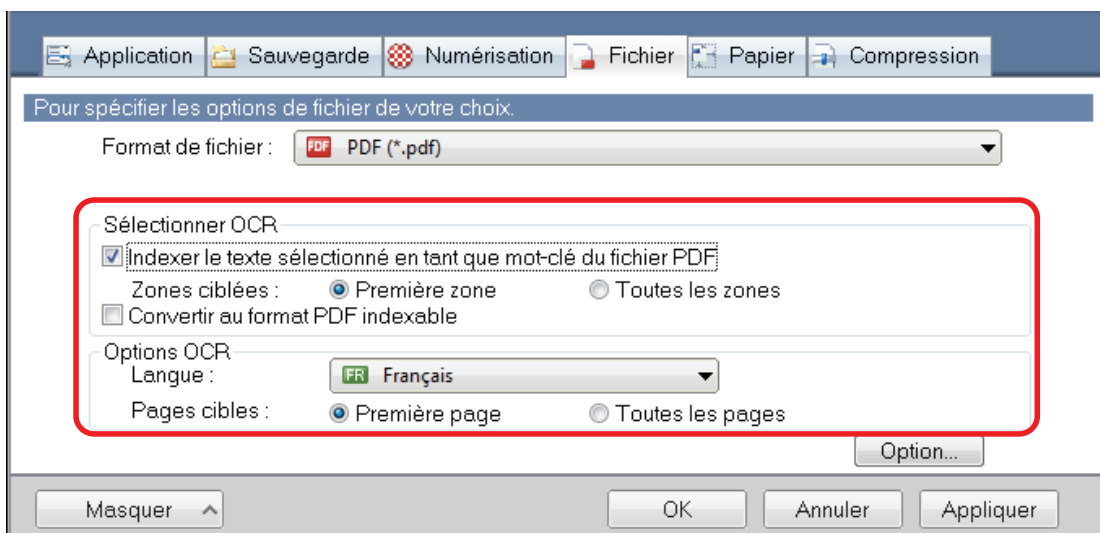 Application Sauvegarde Numérisation Fichier Papier Compression
Pour spécifier les options de fichier de votre choix.
Format de fichier : PDF PDF (*.pdf)
Sélectionner OCR
Indexer le texte sélectionné en tant que mot-clé du fichier PDF
Zones ciblées : Première zone Toutes les zones
Convertir au format PDF indexable
Options OCR
Langue : FR Français
Pages cibles : Première page Toutes les pages
Option...
Masquer OK Annuler Appliquer